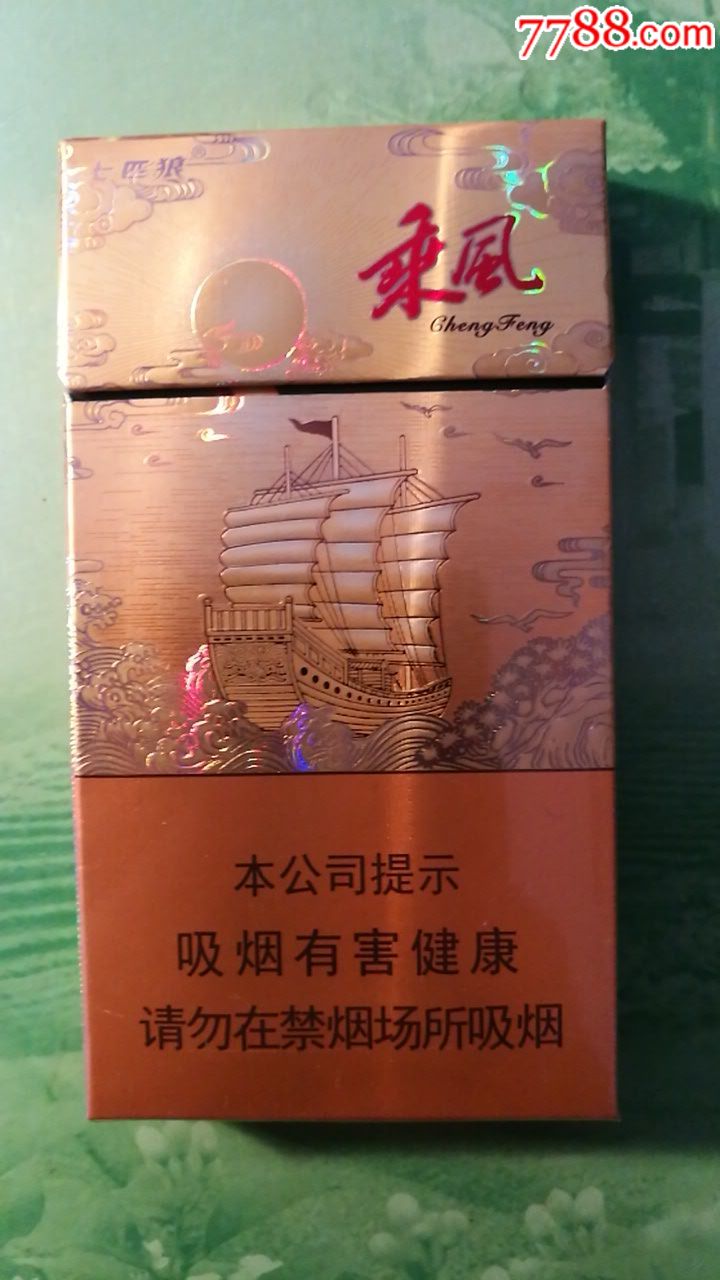 7788.com
七匹狼
乘風
ChengFeng
本公司提示
吸烟有害健康
请勿在禁烟场所吸烟